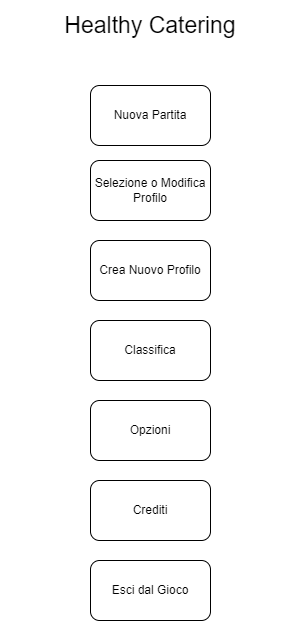 Healthy Catering
Nuova Partita
Selezione o Modifica
Profilo
Crea Nuovo Profilo
Classifica
Opzioni
Crediti
Esci dal Gioco